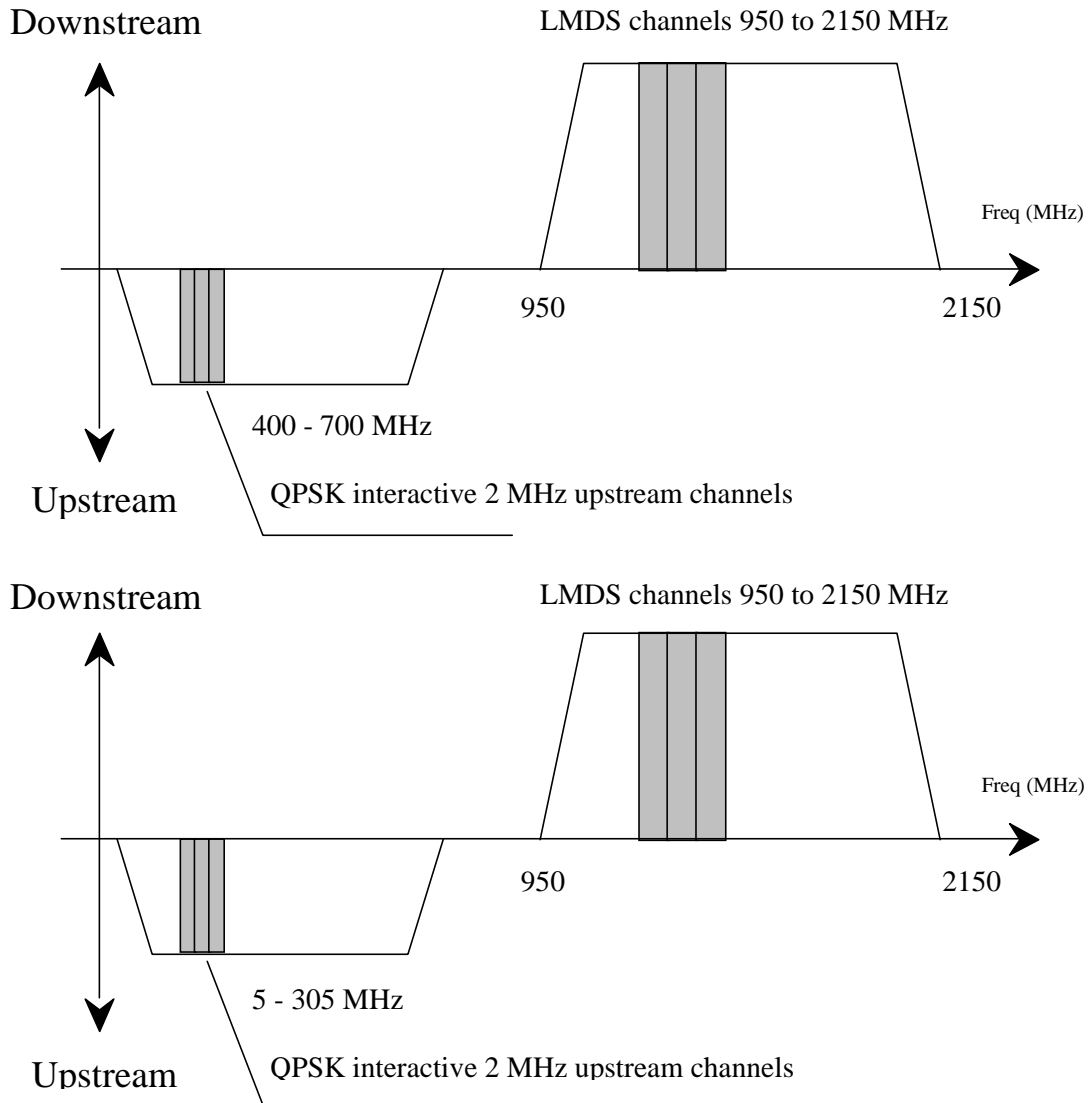 Downstream
LMDS channels 950 to 2150 MHz
Freq (MHz)
950
2150
400 - 700 MHz
Upstream
QPSK interactive 2 MHz upstream channels
Downstream
LMDS channels 950 to 2150 MHz
Freq (MHz)
950
2150
5 - 305 MHz
Upstream
QPSK interactive 2 MHz upstream channels